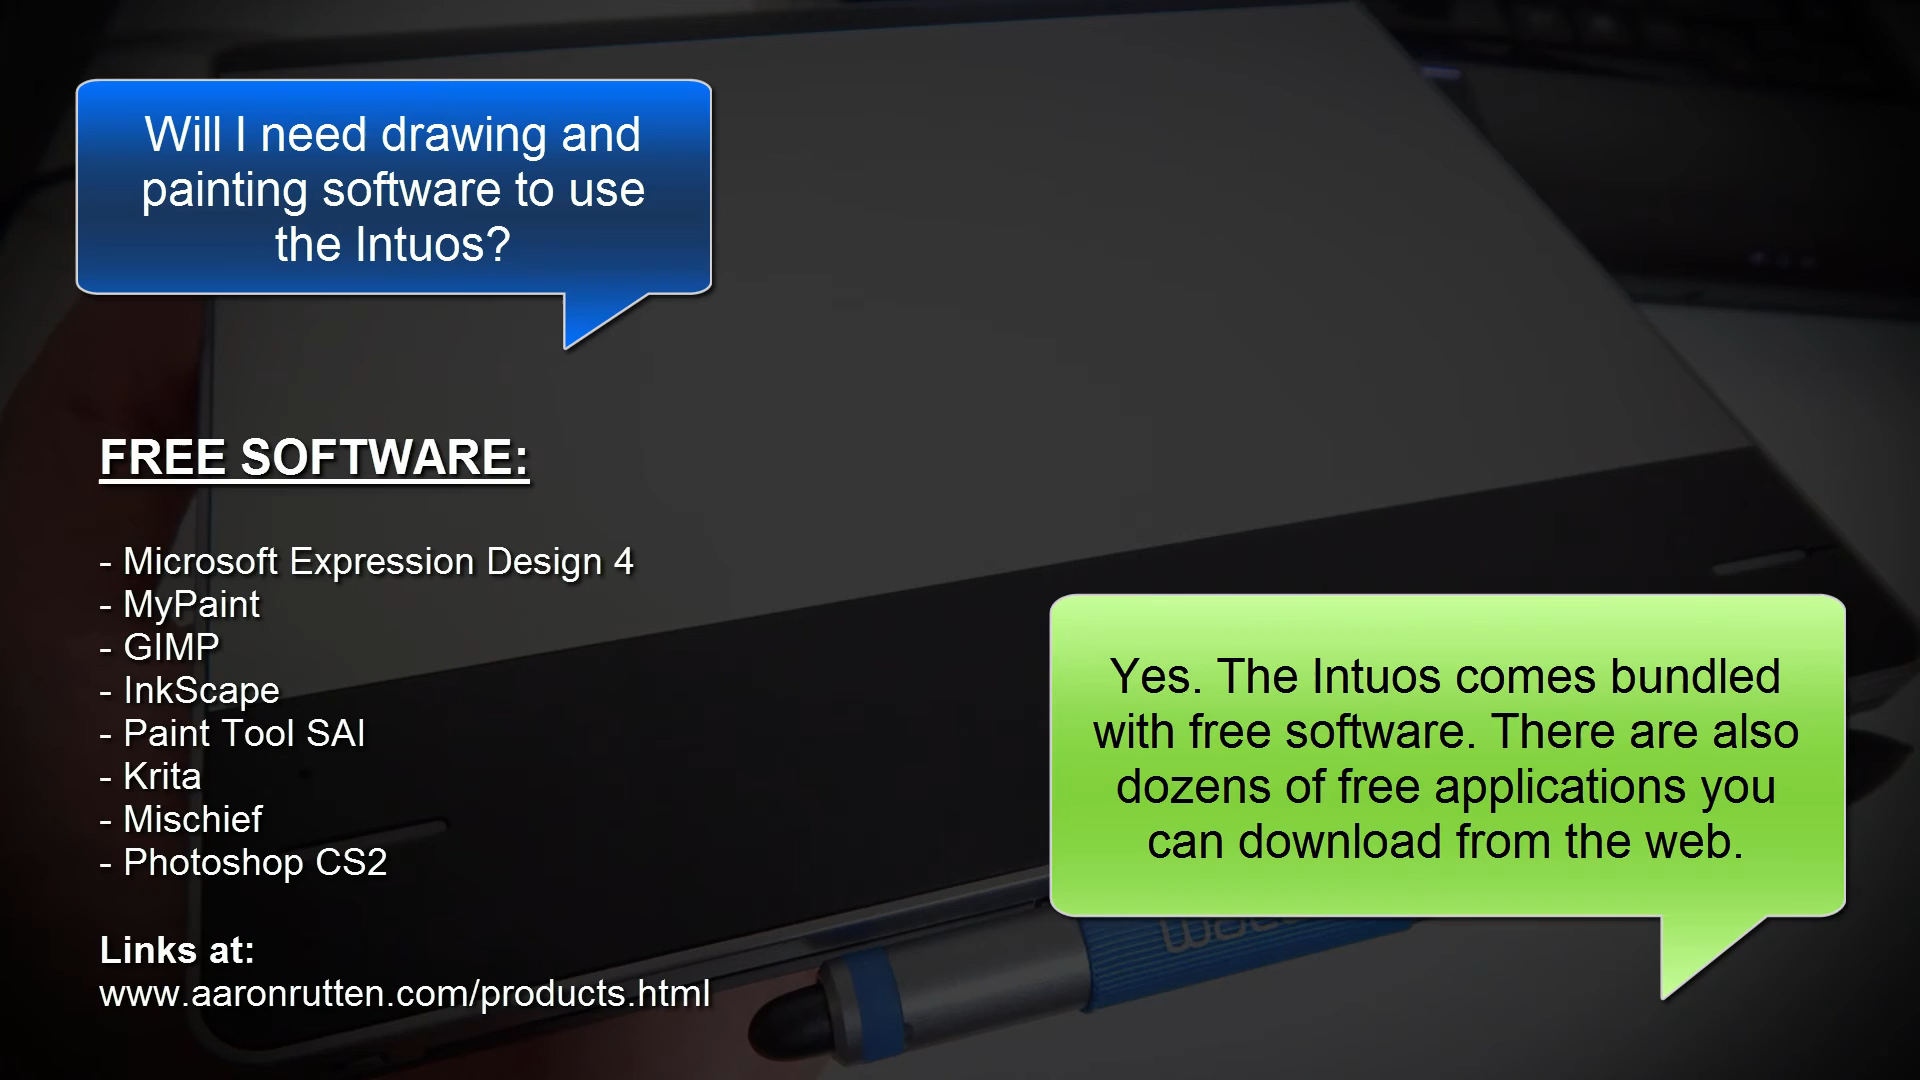 Will I need drawing and
painting software to use
the Intuos?
FREE SOFTWARE:
- Microsoft Expression Design 4
- MyPaint
- GIMP
- InkScape
- Paint Tool SAI
- Krita
- Mischief
- Photoshop CS2
Links at:
www.aaronrutten.com/products.html
Yes. The Intuos comes bundled
with free software. There are also
dozens of free applications you
can download from the web.